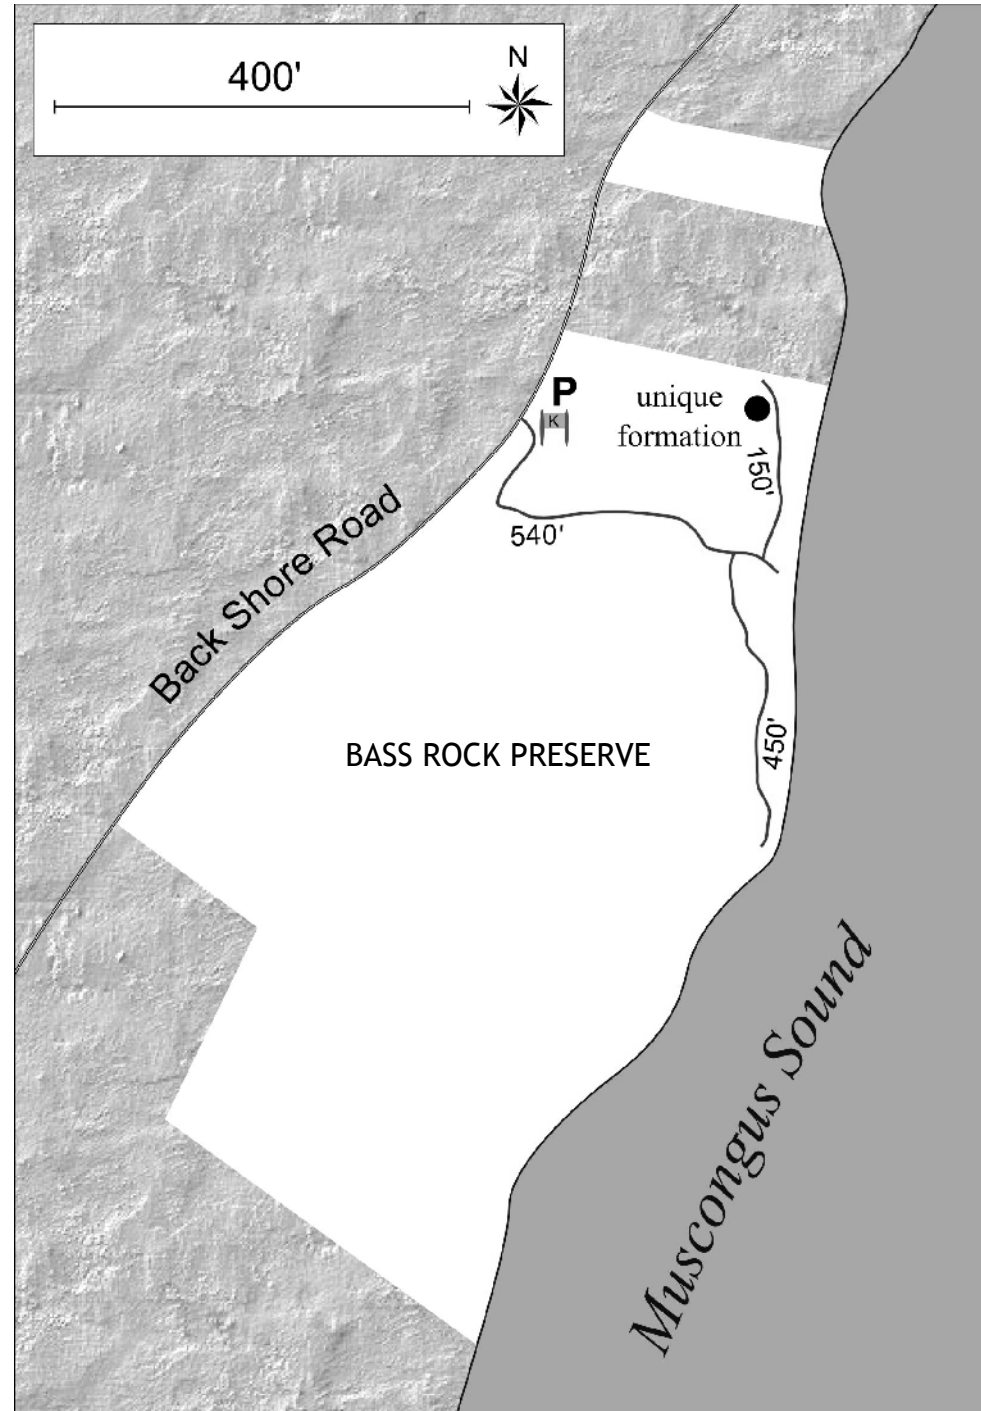 400'
N
P
K
unique
formation
150'
540'
Back Shore Road
BASS ROCK PRESERVE
450'
Muscongus Sound